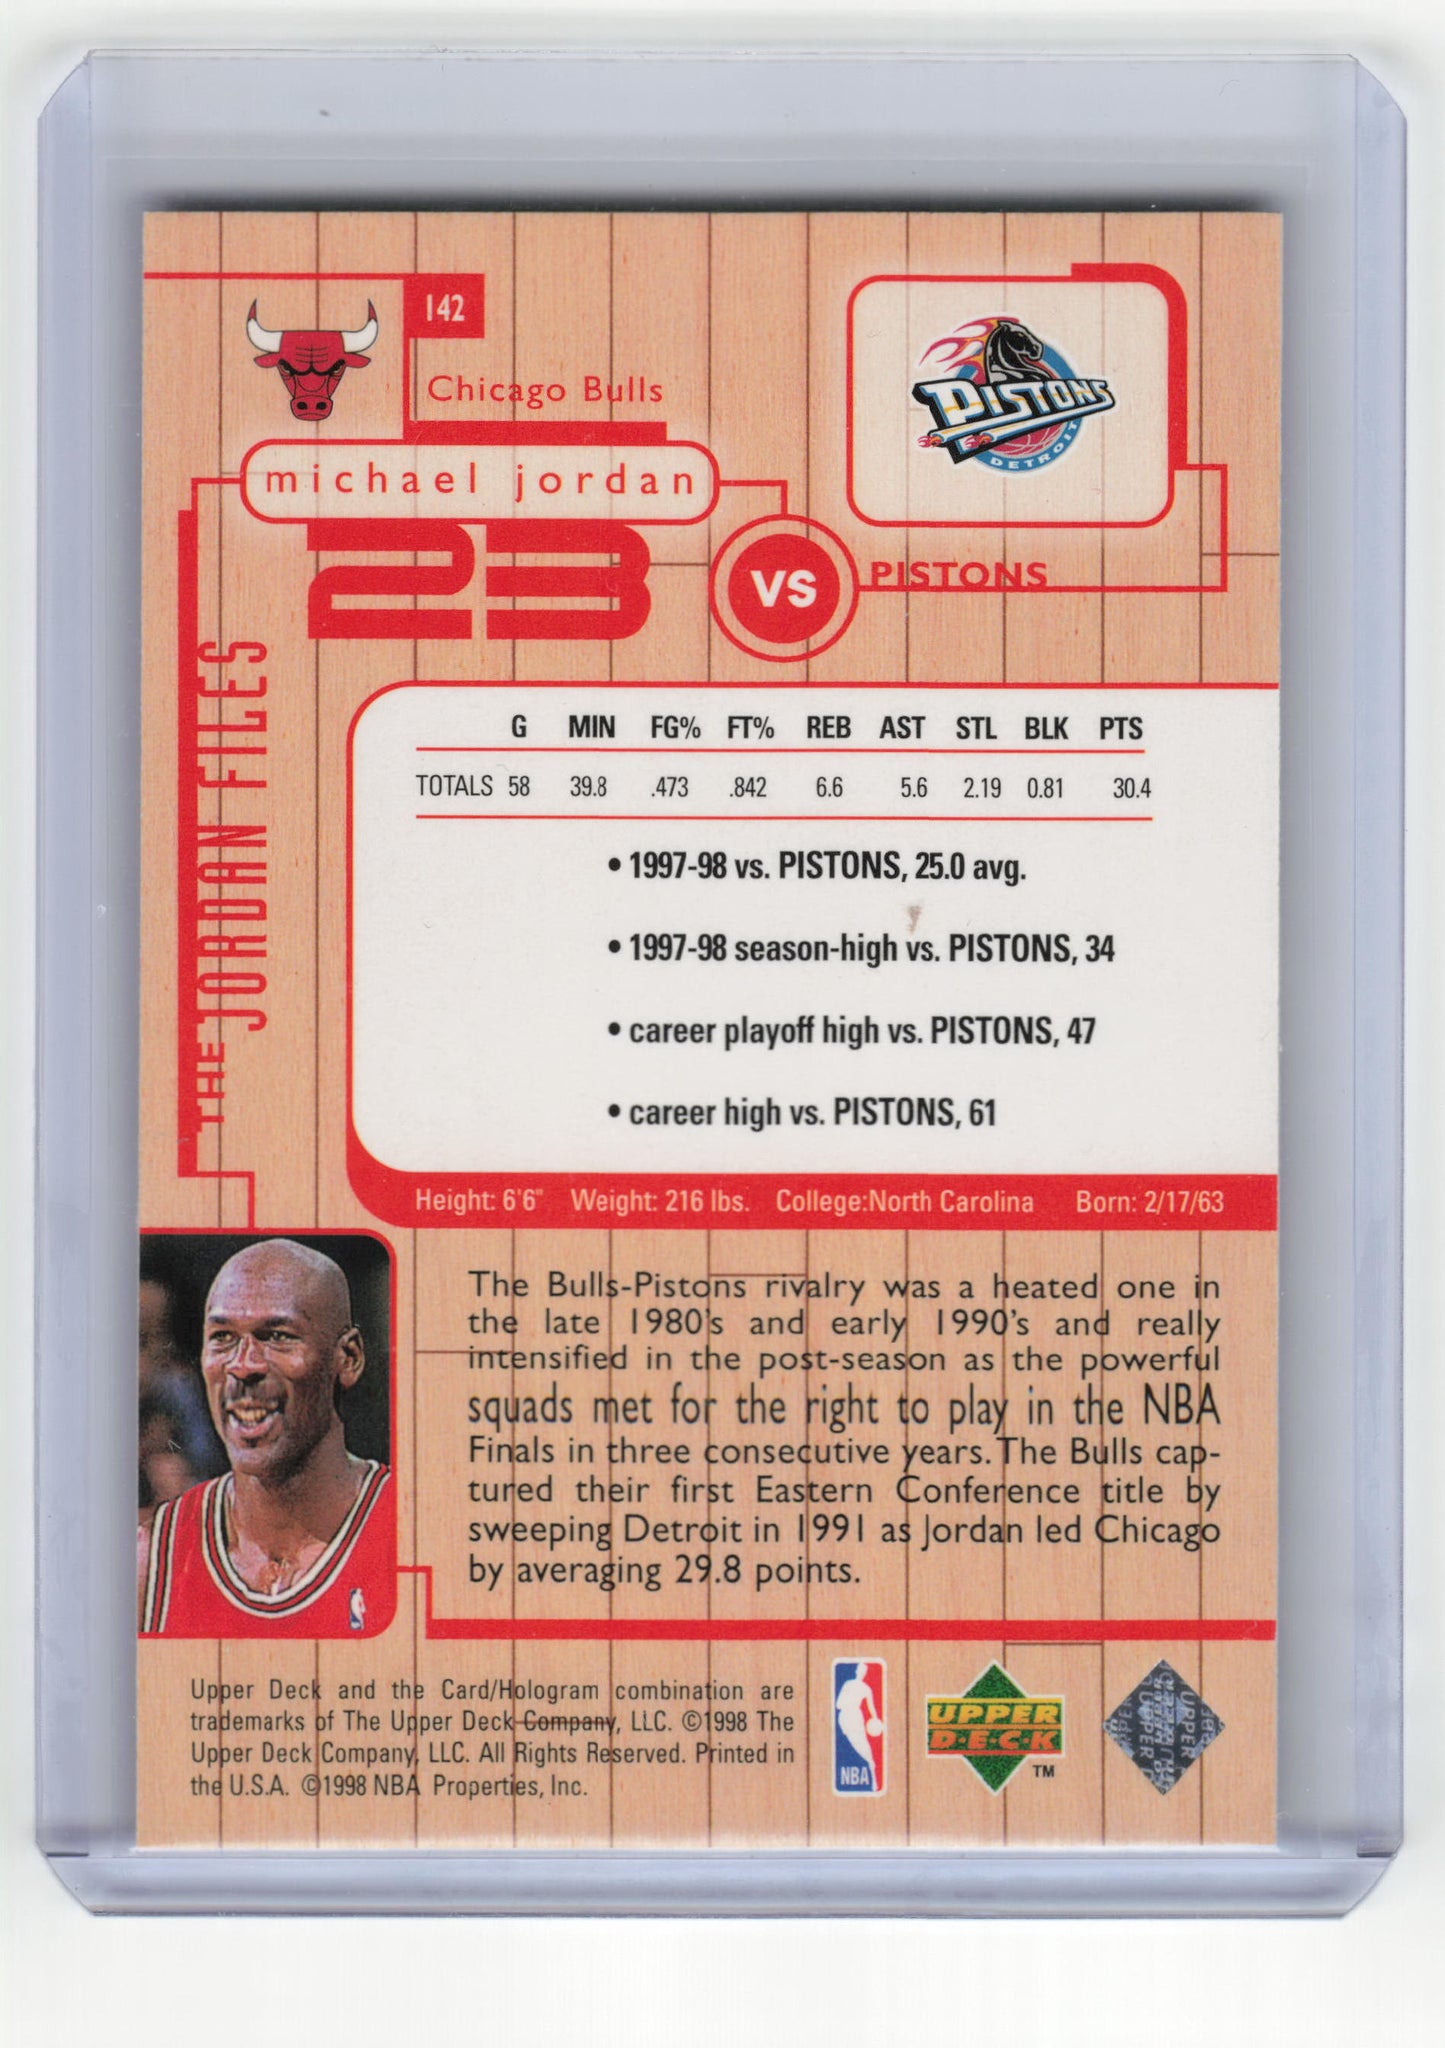 142
Chicago Bulls
michael jordan
23
VS
PISTONS
DETROIT
PISTONS
THE JORDAN FILES
G MIN FG% FT% REB AST STL BLK PTS
TOTALS 58 39.8 .473 .842 6.6 5.6 2.19 0.81 30.4
• 1997-98 vs. PISTONS, 25.0 avg.
• 1997-98 season-high vs. PISTONS, 34
• career playoff high vs. PISTONS, 47
• career high vs. PISTONS, 61
Height: 6'6" Weight: 216 lbs. College:North Carolina Born: 2/17/63
The Bulls-Pistons rivalry was a heated one in
the late 1980's and early 1990's and really
intensified in the post-season as the powerful
squads met for the right to play in the NBA
Finals in three consecutive years. The Bulls cap-
tured their first Eastern Conference title by
sweeping Detroit in 1991 as Jordan led Chicago
by averaging 29.8 points.
Upper Deck and the Card/Hologram combination are
trademarks of The Upper Deck Company, LLC. ©1998 The
Upper Deck Company, LLC. All Rights Reserved. Printed in
the U.S.A. ©1998 NBA Properties, Inc.
NBA
UPPER
D·E·C·K
TM